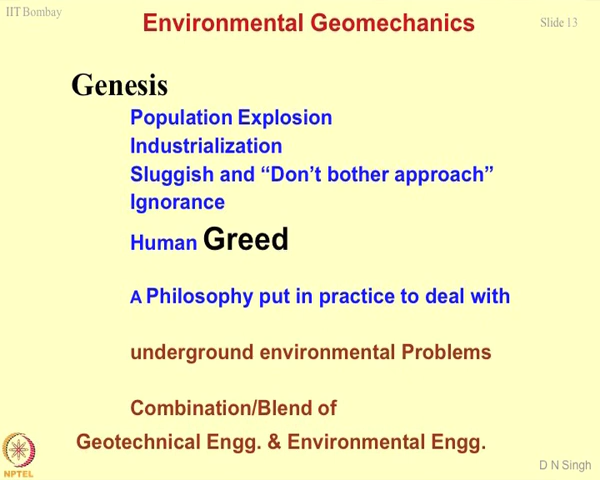 IIT Bombay
Environmental Geomechanics
Slide 13
Genesis
Population Explosion
Industrialization
Sluggish and “Don’t bother approach”
Ignorance
Human Greed
A Philosophy put in practice to deal with
underground environmental Problems
Combination/Blend of
Geotechnical Engg. & Environmental Engg.
NPTEL
D N Singh